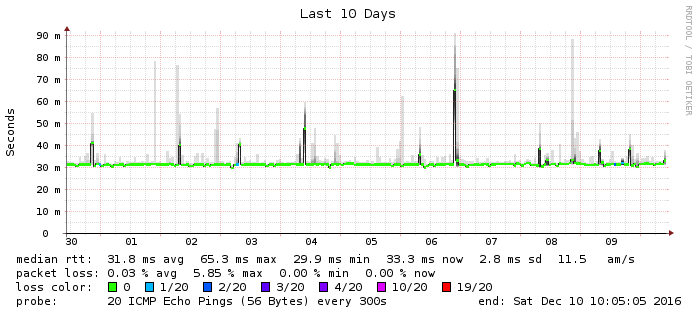 Last 10 Days
RRDTOOL / TOBI OETIKER
Seconds
90 m
80 m
70 m
60 m
50 m
40 m
30 m
20 m
10 m
0
30 01 02 03 04 05 06 07 08 09
median rtt: 31.8 ms avg 65.3 ms max 29.9 ms min 33.3 ms now 2.8 ms sd 11.5 am/s
packet loss: 0.03 % avg 5.85 % max 0.00 % min 0.00 % now
loss color: 0 1/20 2/20 3/20 4/20 10/20 19/20
probe: 20 ICMP Echo Pings (56 Bytes) every 300s end: Sat Dec 10 10:05:05 2016